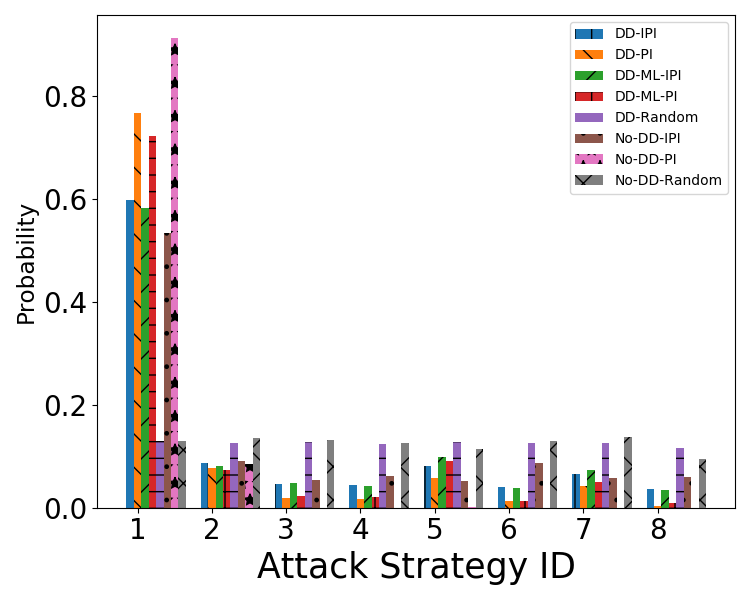 DD-IPI
DD-PI
DD-ML-IPI
DD-ML-PI
DD-Random
No-DD-IPI
No-DD-PI
No-DD-Random
Probability
0.8
0.6
0.4
0.2
0.0
1 2 3 4 5 6 7 8
Attack Strategy ID